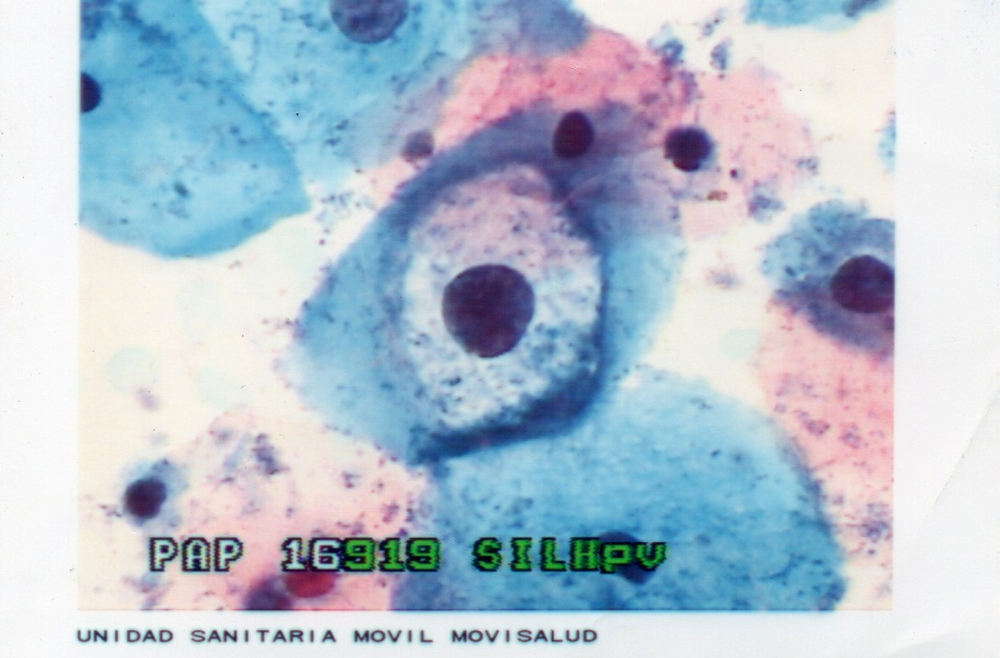 PAP 16919 SILHpv
UNIDAD SANITARIA MOVIL MOVISALUD